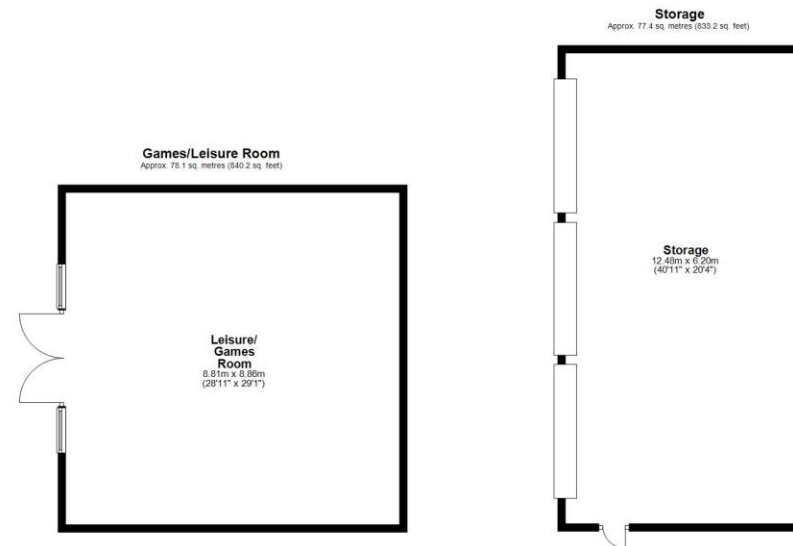 Storage
Approx. 77.4 sq. metres (833.2 sq. feet)
Games/Leisure Room
Approx. 78.1 sq. metres (840.2 sq. feet)
Storage
12.48m x 6.20m
(40'11" x 20'4")
Leisure/
Games
Room
8.81m x 8.86m
(28'11" x 29'1")